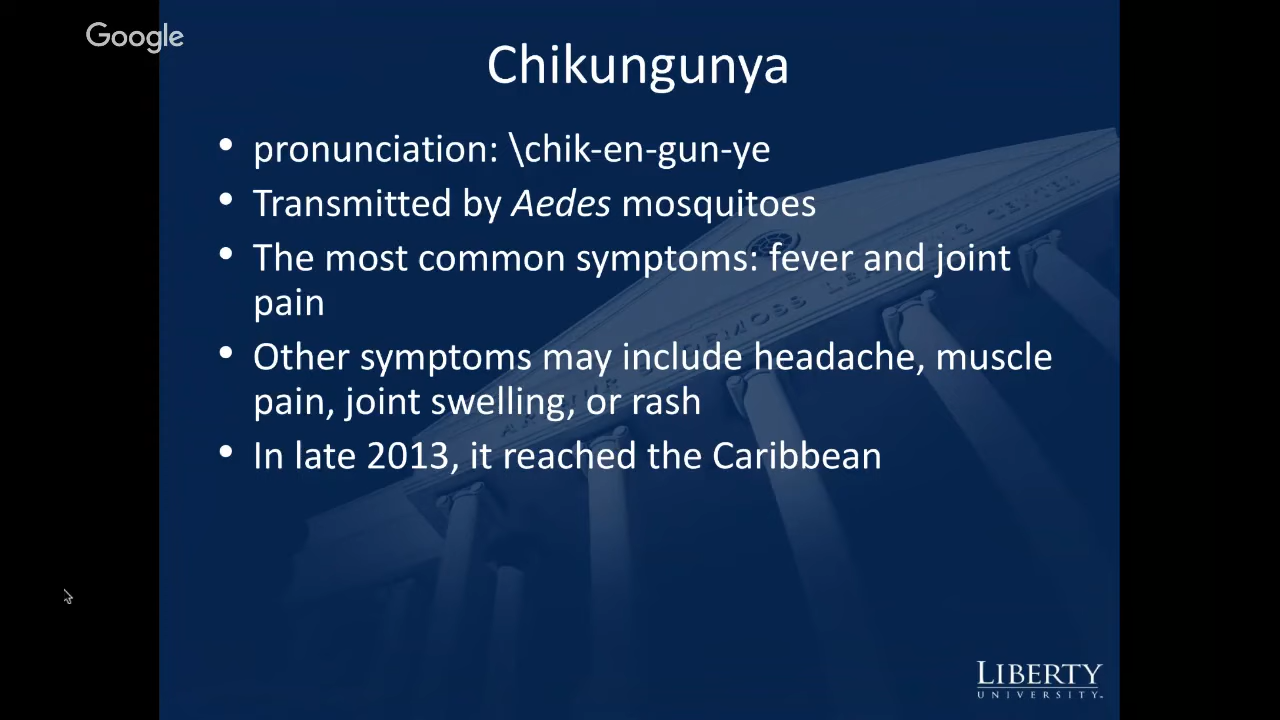 Google
Chikungunya
• pronunciation: \chik-en-gun-ye
• Transmitted by Aedes mosquitoes
• The most common symptoms: fever and joint
pain
• Other symptoms may include headache, muscle
pain, joint swelling, or rash
• In late 2013, it reached the Caribbean
LIBERTY
UNIVERSITY.